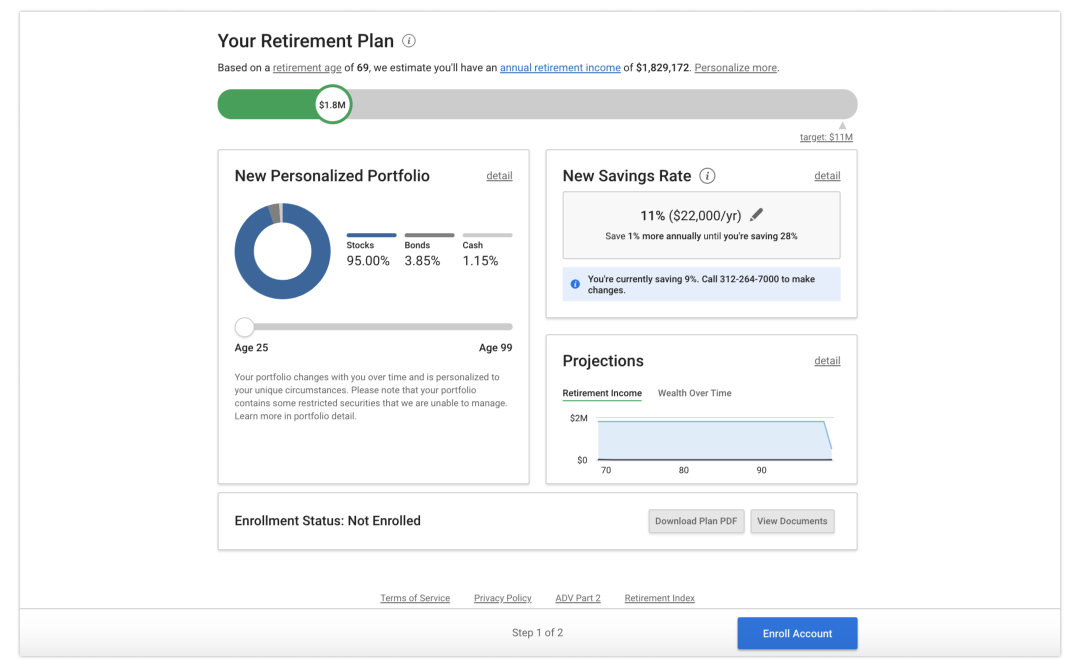 Your Retirement Plan i
Based on a retirement age of 69, we estimate you'll have an annual retirement income of $1,829,172. Personalize more.
$1.8M
target: $11M
New Personalized Portfolio
detail
Stocks
Bonds
Cash
95.00%
3.85%
1.15%
Age 25
Age 99
Your portfolio changes with you over time and is personalized to
your unique circumstances. Please note that your portfolio
contains some restricted securities that we are unable to manage.
Learn more in portfolio detail.
New Savings Rate i
detail
11% ($22,000/yr)
Save 1% more annually until you're saving 28%
i
You're currently saving 9%. Call 312-264-7000 to make
changes.
Projections
detail
Retirement Income
Wealth Over Time
$2M
$0
70
80
90
Enrollment Status: Not Enrolled
Download Plan PDF
View Documents
Terms of Service
Privacy Policy
ADV Part 2
Retirement Index
Step 1 of 2
Enroll Account